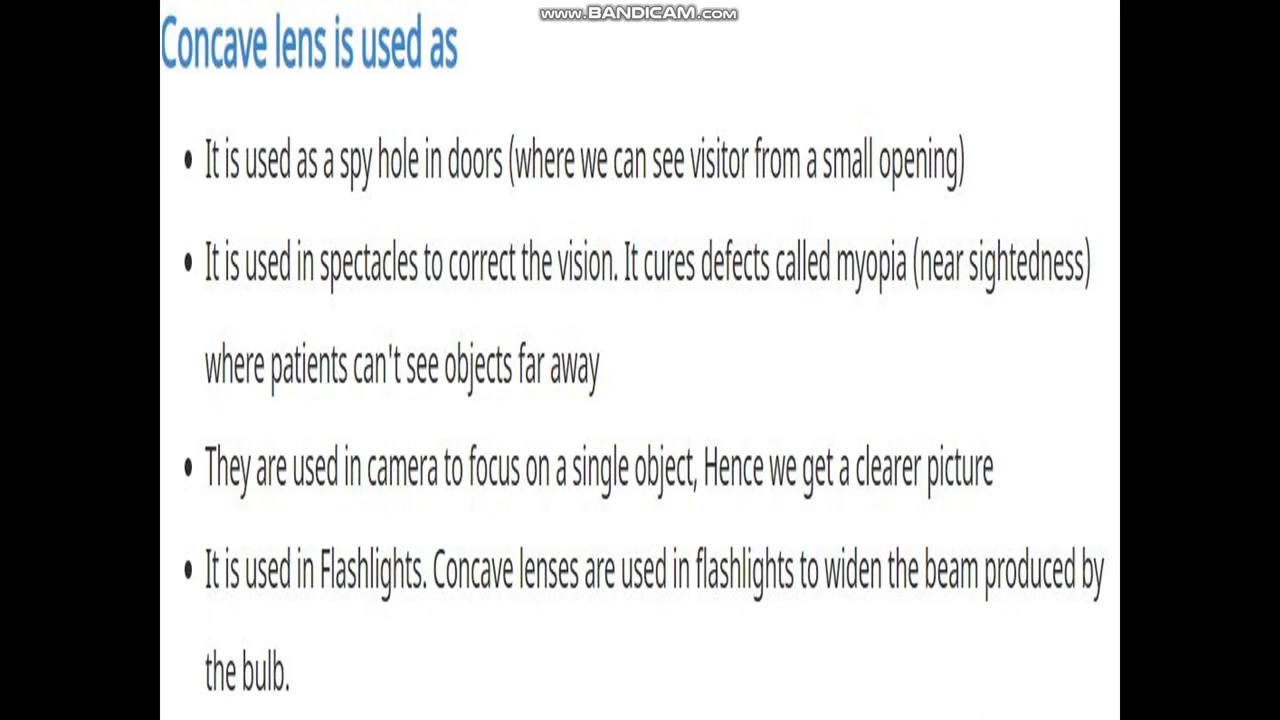 www.BANDICAM.com
Concave lens is used as
• It is used as a spy hole in doors (where we can see visitor from a small opening)
• It is used in spectacles to correct the vision. It cures defects called myopia (near sightedness)
where patients can't see objects far away
• They are used in camera to focus on a single object, Hence we get a clearer picture
• It is used in Flashlights. Concave lenses are used in flashlights to widen the beam produced by
the bulb.